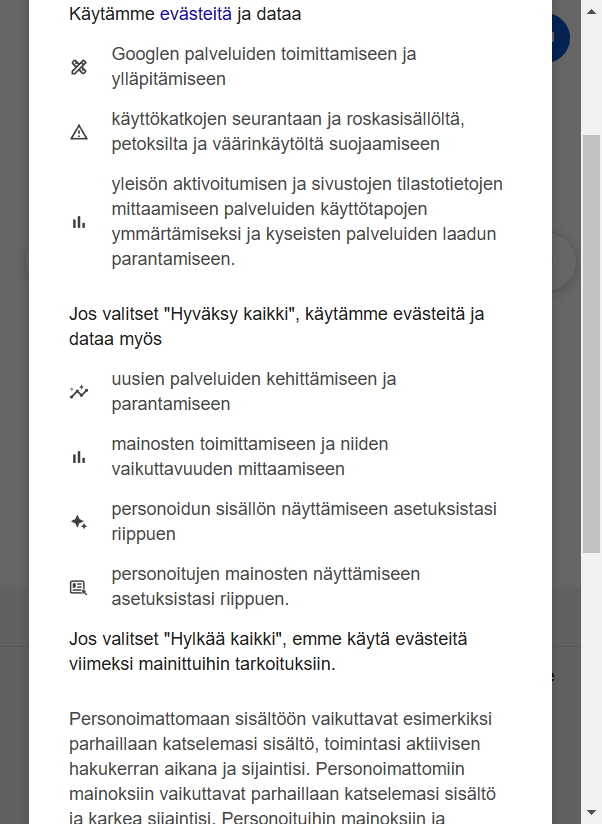 Käytämme evästeitä ja dataa
Googlen palveluiden toimittamiseen ja
ylläpitämiseen
käyttökatkojen seurantaan ja roskasisällöltä,
petoksilta ja väärinkäytöltä suojaamiseen
yleisön aktivoitumisen ja sivustojen tilastotietojen
mittaamiseen palveluiden käyttötapojen
ymmärtämiseksi ja kyseisten palveluiden laadun
parantamiseen.
Jos valitset "Hyväksy kaikki", käytämme evästeitä ja
dataa myös
uusien palveluiden kehittämiseen ja
parantamiseen
mainosten toimittamiseen ja niiden
vaikuttavuuden mittaamiseen
personoidun sisällön näyttämiseen asetuksistasi
riippuen
personoitujen mainosten näyttämiseen
asetuksistasi riippuen.
Jos valitset "Hylkää kaikki", emme käytä evästeitä
viimeksi mainittuihin tarkoituksiin.
Personoimattomaan sisältöön vaikuttavat esimerkiksi
parhaillaan katselemasi sisältö, toimintasi aktiivisen
hakukerran aikana ja sijaintisi. Personoimattomiin
mainoksiin vaikuttavat parhaillaan katselemasi sisältö
ja karkea sijaintisi. Personoituihin mainoksiin ja